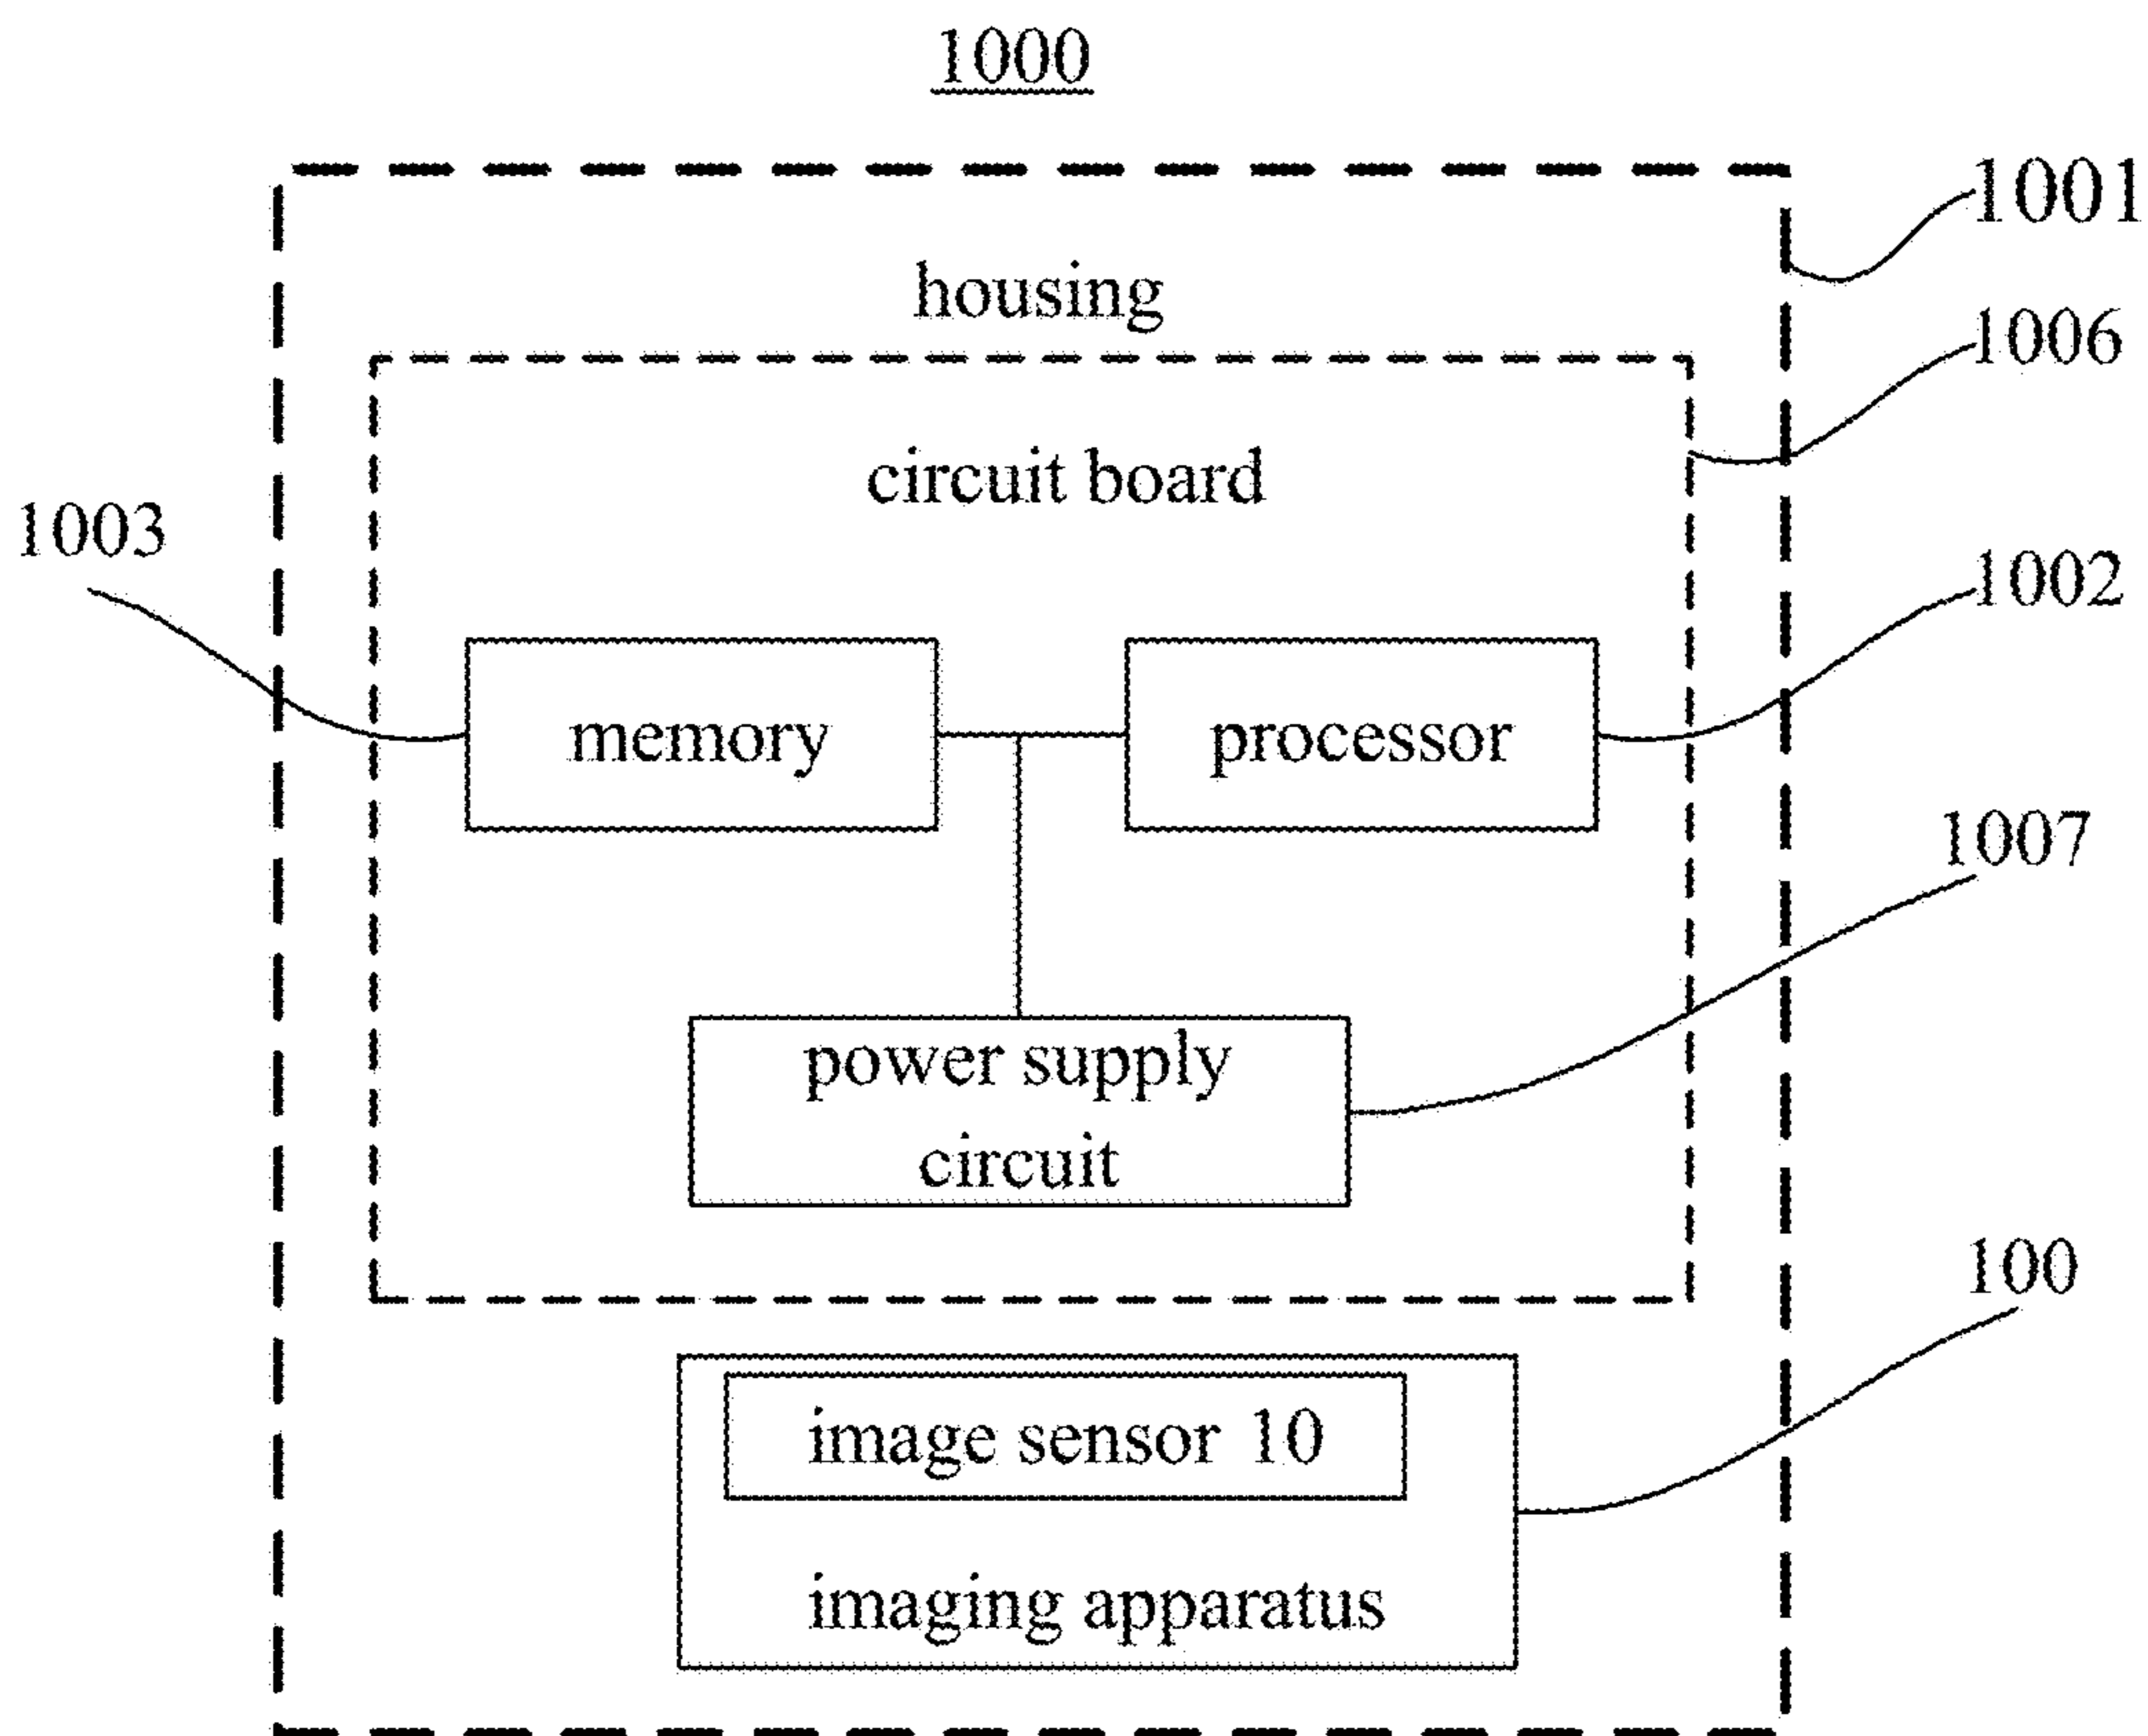 1000
1001
housing
1006
circuit board
1003
1002
memory
processor
1007
power supply
circuit
100
image sensor 10
imaging apparatus